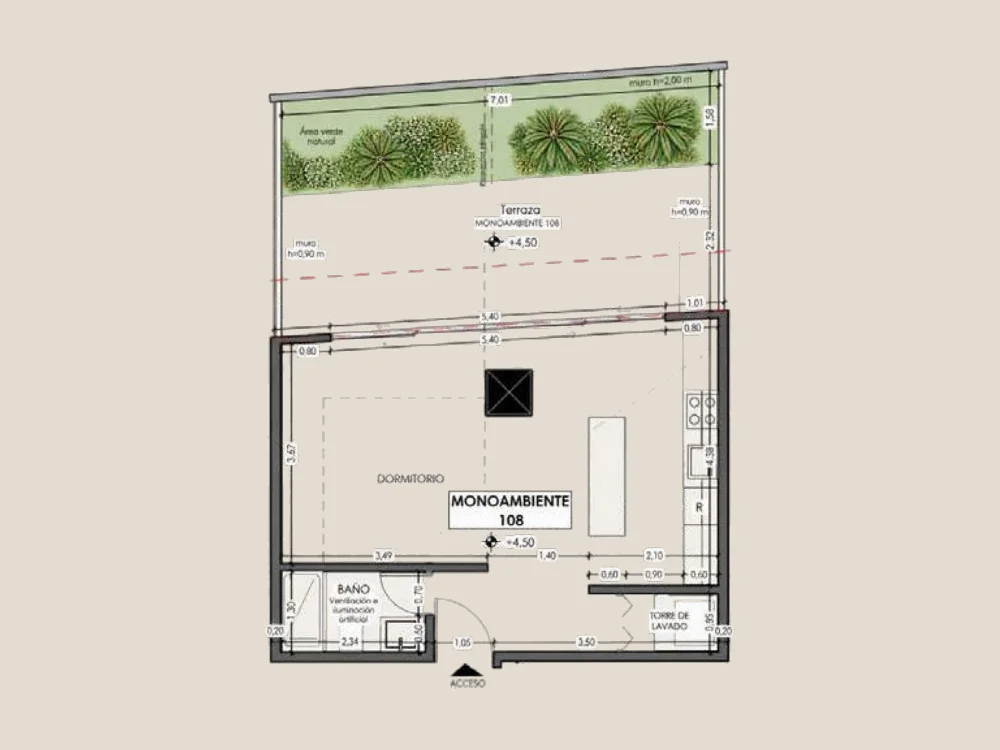 muro h=2,00 m
7,01
1,58
Área verde
natural
Terraza
MONOAMBIENTE 108
+4,50
muro
h=0,90 m
muro
h=0,90 m
2,32
1,01
5,40
5,40
0,80
0,80
3,67
4,38
DORMITORIO
MONOAMBIENTE
108
R
+4,50
3,49
1,40
2,10
0,60
0,90
0,60
BAÑO
Ventilación e
iluminación
artificial
1,30
0,70
0,20
2,34
0,50
1,05
3,50
TORRE DE
LAVADO
0,95
0,20
ACCESO